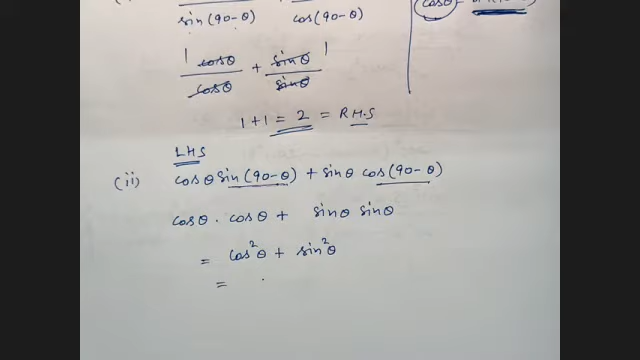 sin (90-θ) cos (90-θ)
cosθ
1 cosθ/cosθ + sinθ 1/sinθ
1+1 = 2 = RHS
LHS
(ii) cosθ sin (90-θ) + sinθ cos (90-θ)
cosθ . cosθ + sinθ sinθ
= cos²θ + sin²θ
=